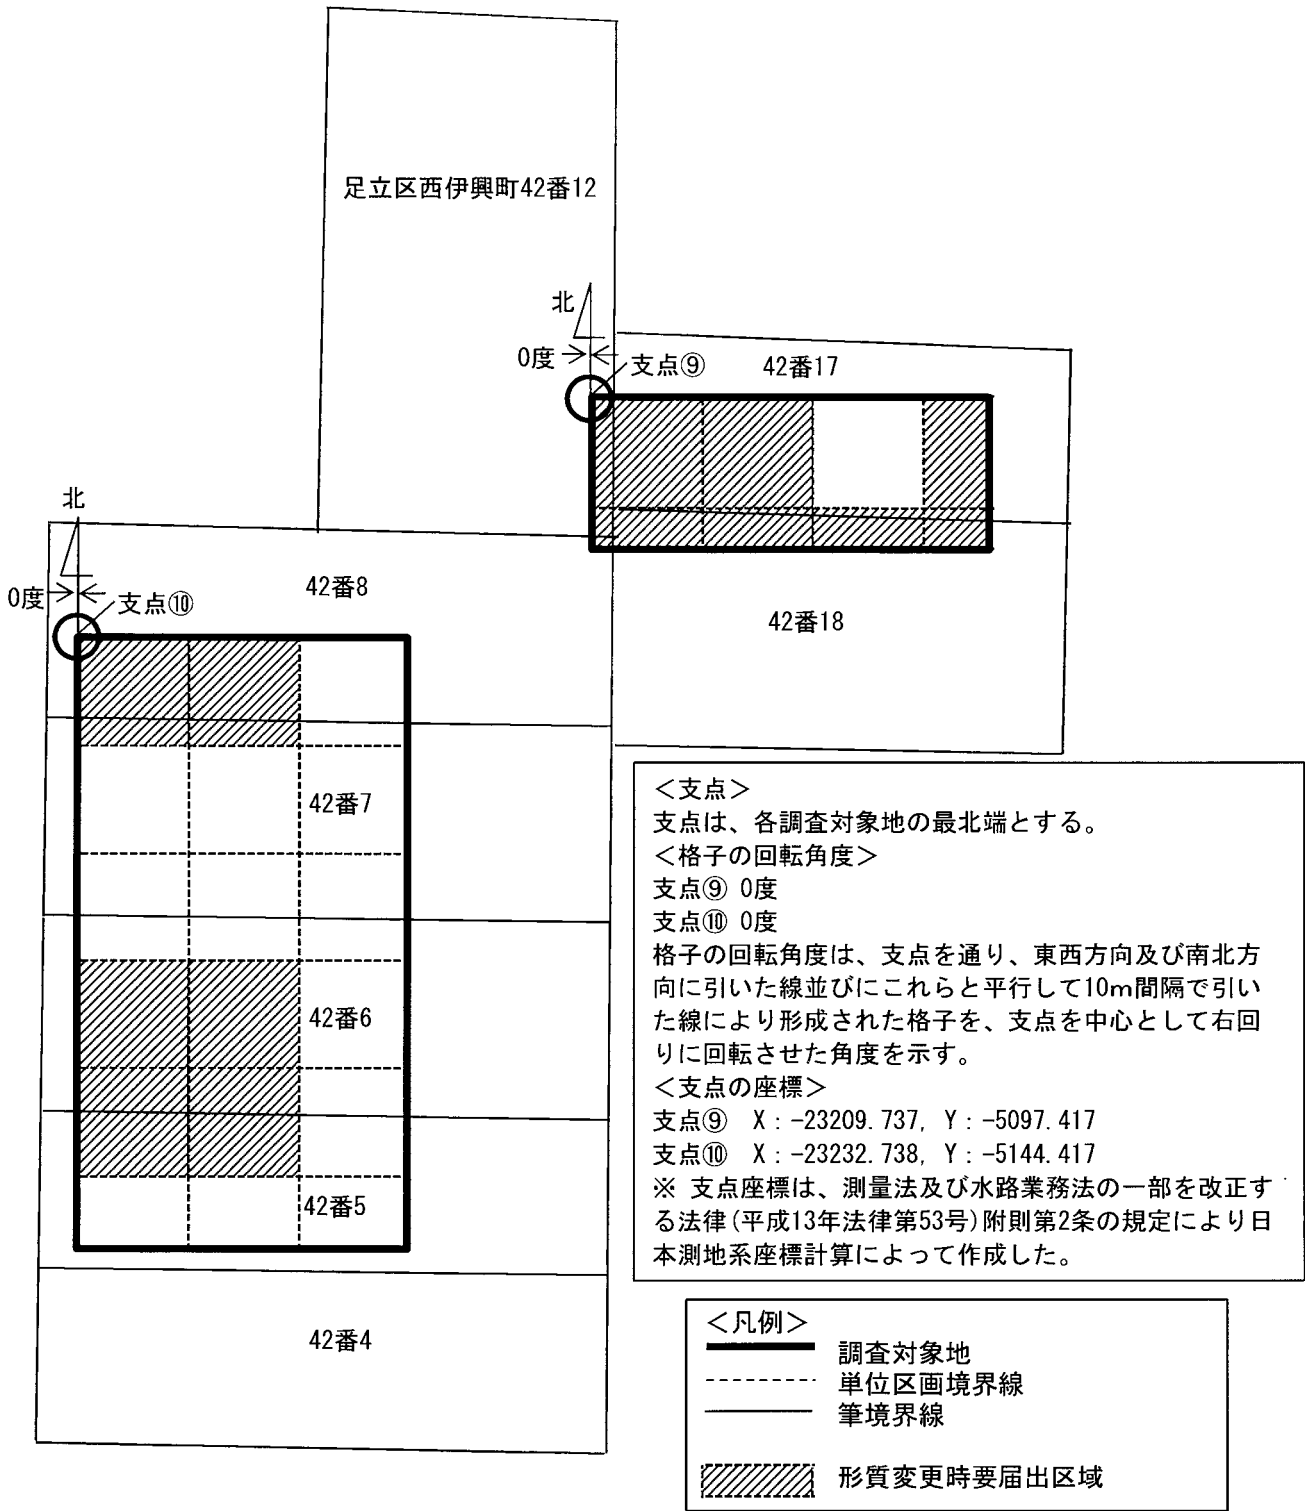 足立区西伊興町42番12
北
0度
支点⑨
42番17
北
0度
支点⑩
42番8
42番18
42番7
42番6
42番5
42番4
<支点>
支点は、各調査対象地の最北端とする。
<格子の回転角度>
支点⑨ 0度
支点⑩ 0度
格子の回転角度は、支点を通り、東西方向及び南北方
向に引いた線並びにこれらと平行して10m間隔で引い
た線により形成された格子を、支点を中心として右回
りに回転させた角度を示す。
<支点の座標>
支点⑨ X：-23209.737, Y：-5097.417
支点⑩ X：-23232.738, Y：-5144.417
※ 支点座標は、測量法及び水路業務法の一部を改正す
る法律(平成13年法律第53号)附則第2条の規定により日
本測地系座標計算によって作成した。
<凡例>
調査対象地
単位区画境界線
筆境界線
形質変更時要届出区域